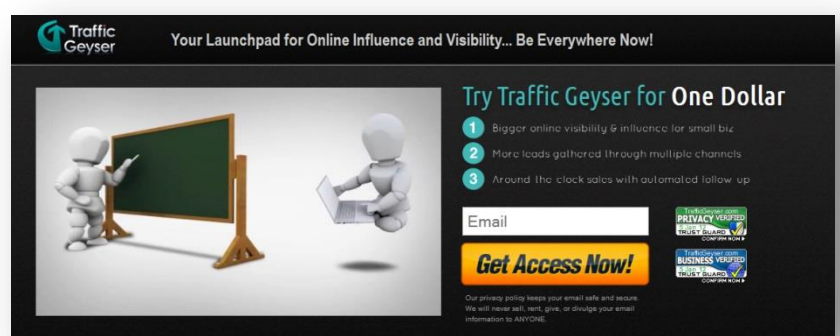 Traffic
Geyser
Your Launchpad for Online Influence and Visibility... Be Everywhere Now!
Try Traffic Geyser for One Dollar
1 Bigger online visibility & influence for small biz
2 More leads gathered through multiple channels
3 Around the clock sales with automated follow up
Email
Get Access Now!
TrafficGeyser.com
PRIVACY VERIFIED
TRUST GUARD
CONFIRM NOW
TrafficGeyser.com
BUSINESS VERIFIED
TRUST GUARD
CONFIRM NOW
Our privacy policy keeps your email safe and secure.
We will never sell, rent, give, or divulge your email
information to ANYONE.